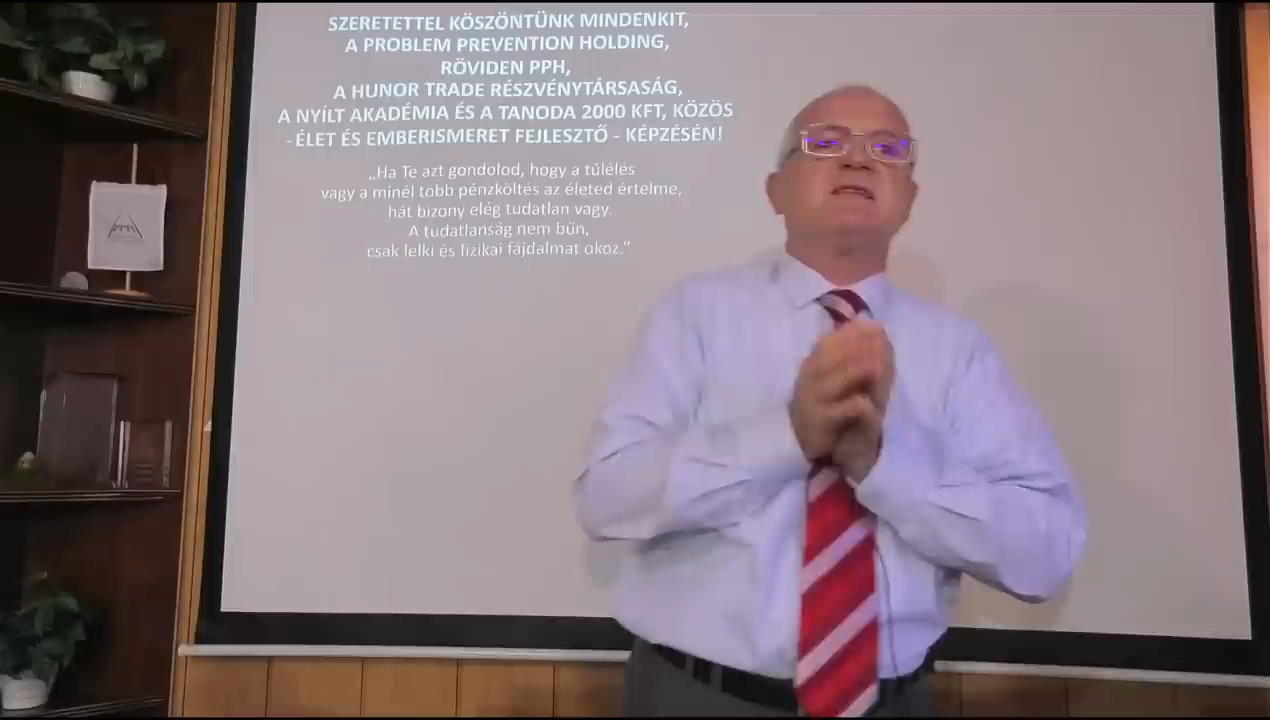 SZERETETTEL KÖSZÖNTÜNK MINDENKIT,
A PROBLEM PREVENTION HOLDING,
RÖVIDEN PPH,
A HUNOR TRADE RÉSZVÉNYTÁRSASÁG,
A NYÍLT AKADÉMIA ÉS A TANODA 2000 KFT, KÖZÖS
- ÉLET ÉS EMBERISMERET FEJLESZTŐ - KÉPZÉSÉN!
„Ha Te azt gondolod, hogy a túlélés
vagy a minél több pénzköltés az életed értelme,
hát bizony elég tudatlan vagy.
A tudatlanság nem bűn,
csak lelki és fizikai fájdalmat okoz.”